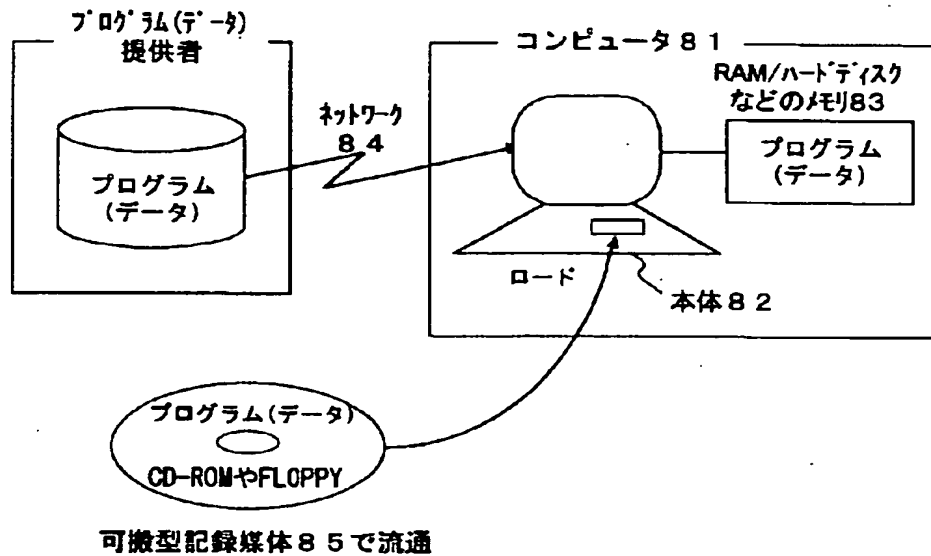 プログラム(データ)
提供者
プログラム
(データ)
ネットワーク
84
コンピュータ81
RAM/ハードディスク
などのメモリ83
プログラム
(データ)
ロード
本体82
プログラム(データ)
CD-ROMやFLOPPY
可搬型記録媒体85で流通